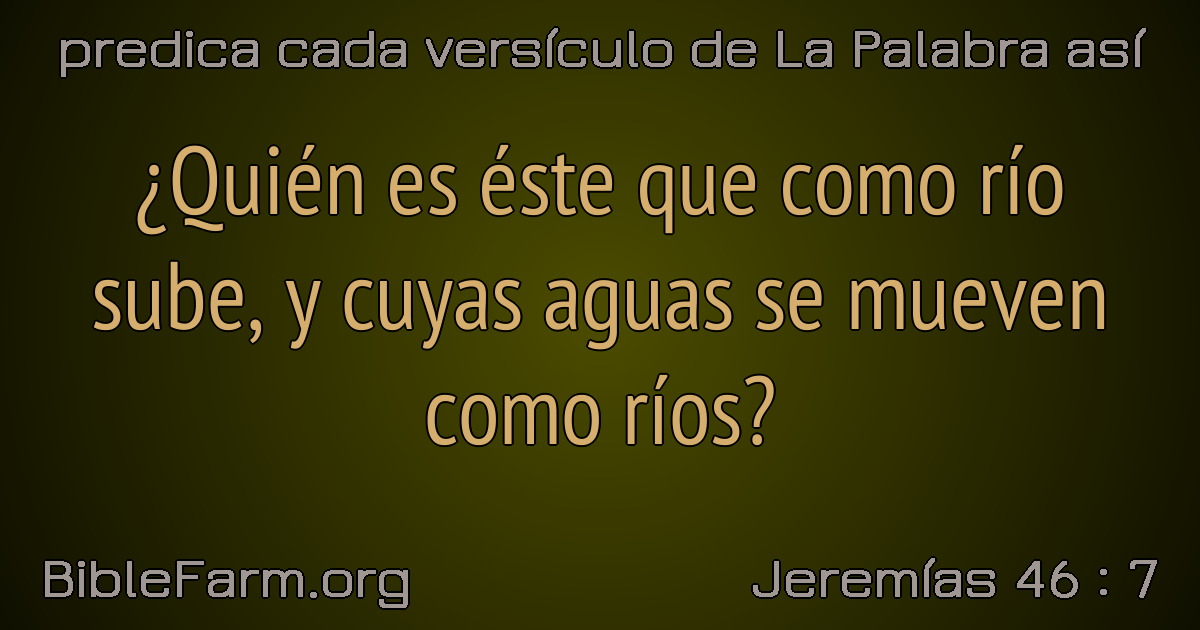 predica cada versículo de La Palabra así
¿Quién es éste que como río
sube, y cuyas aguas se mueven
como ríos?
BibleFarm.org
Jeremías 46 : 7